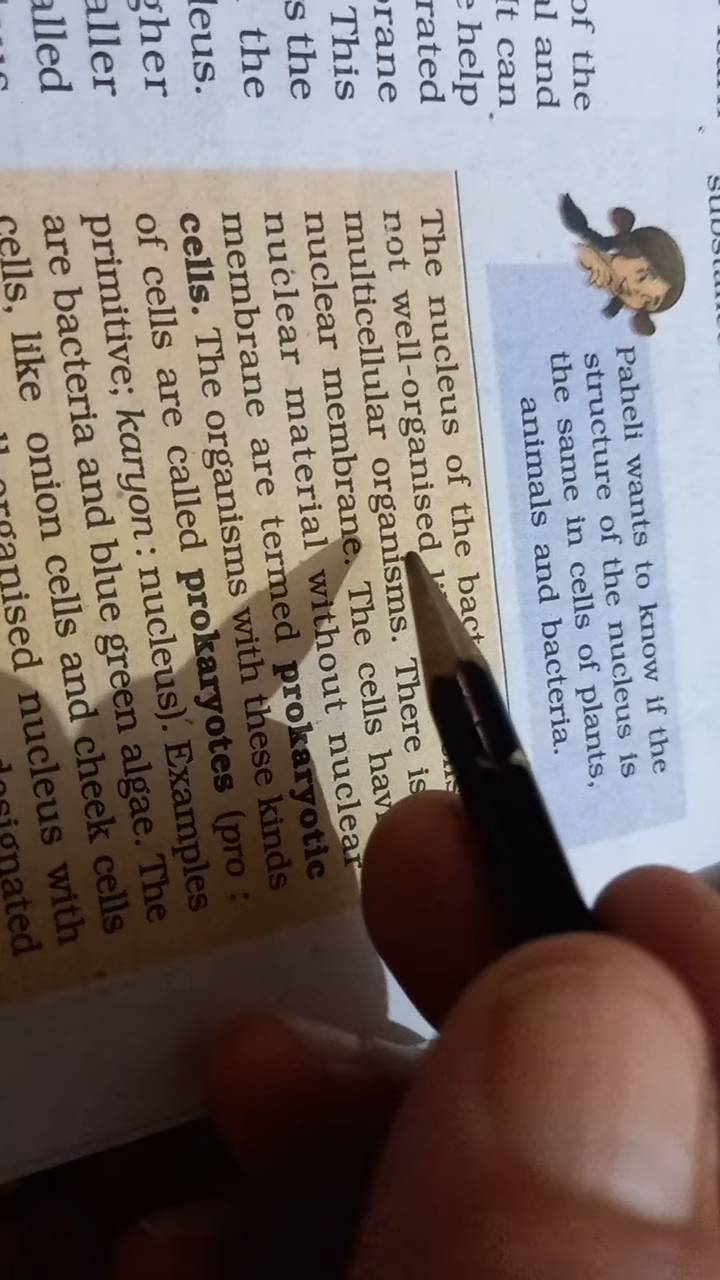 of the
al and
It can
e help
rated
brane
This
s the
the
leus.
gher
aller
alled
Paheli wants to know if the
structure of the nucleus is
the same in cells of plants,
animals and bacteria.
The nucleus of the
not well-organised
multicellular organisms. There is
nuclear membrane. The cells
nuclear material without nuclear
membrane are termed prokaryotic
cells. The organisms with these kinds
of cells are called prokaryotes (pro :
primitive; karyon : nucleus). Examples
are bacteria and blue green algae. The
cells, like onion cells and cheek cells
nucleus with